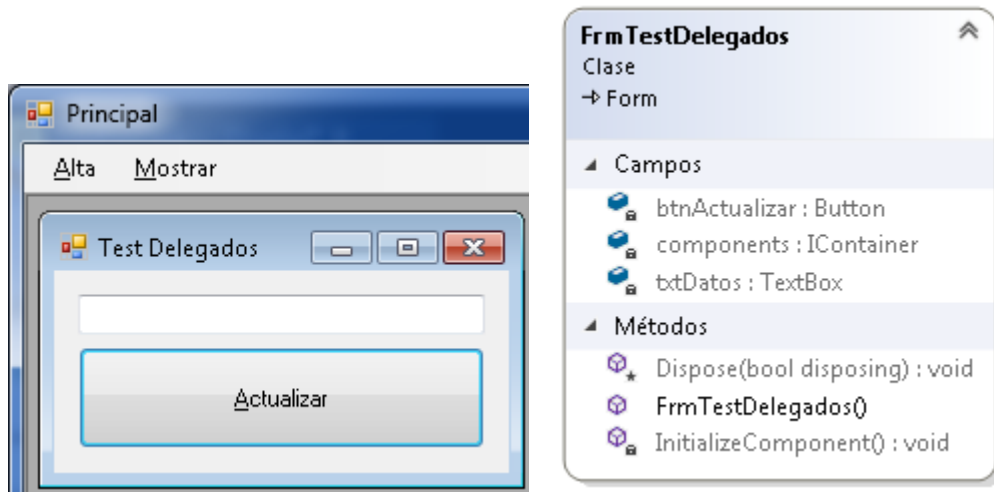 Principal
Alta Mostrar
Test Delegados
Actualizar
FrmTestDelegados
Clase
Form
Campos
btnActualizar : Button
components : IContainer
txtDatos : TextBox
Métodos
Dispose(bool disposing) : void
FrmTestDelegados()
InitializeComponent() : void